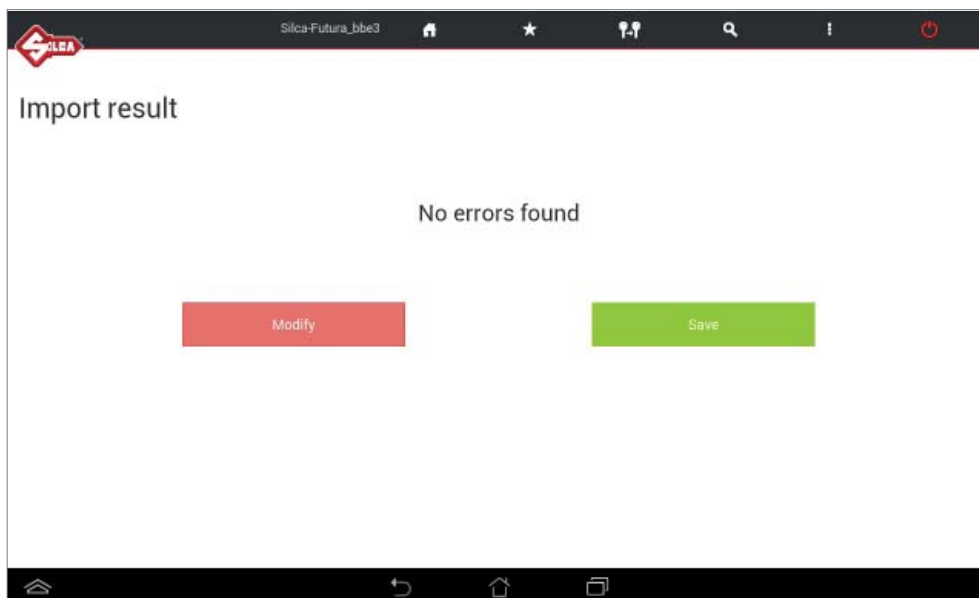 SILCA
Silca-Futura_bbe3
Import result
No errors found
Modify
Save